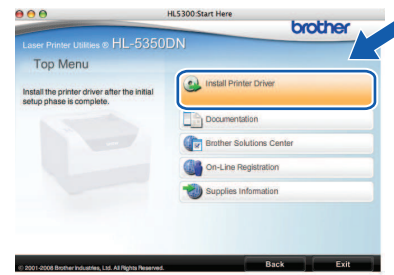 HL5300:Start Here
brother
Laser Printer Utilities @ HL-5350DN
Top Menu
Install the printer driver after the initial
setup phase is complete.
Install Printer Driver
Documentation
Brother Solutions Center
On-Line Registration
Supplies Information
© 2001-2008 Brother Industries, Ltd. All Rights Reserved.
Back
Exit